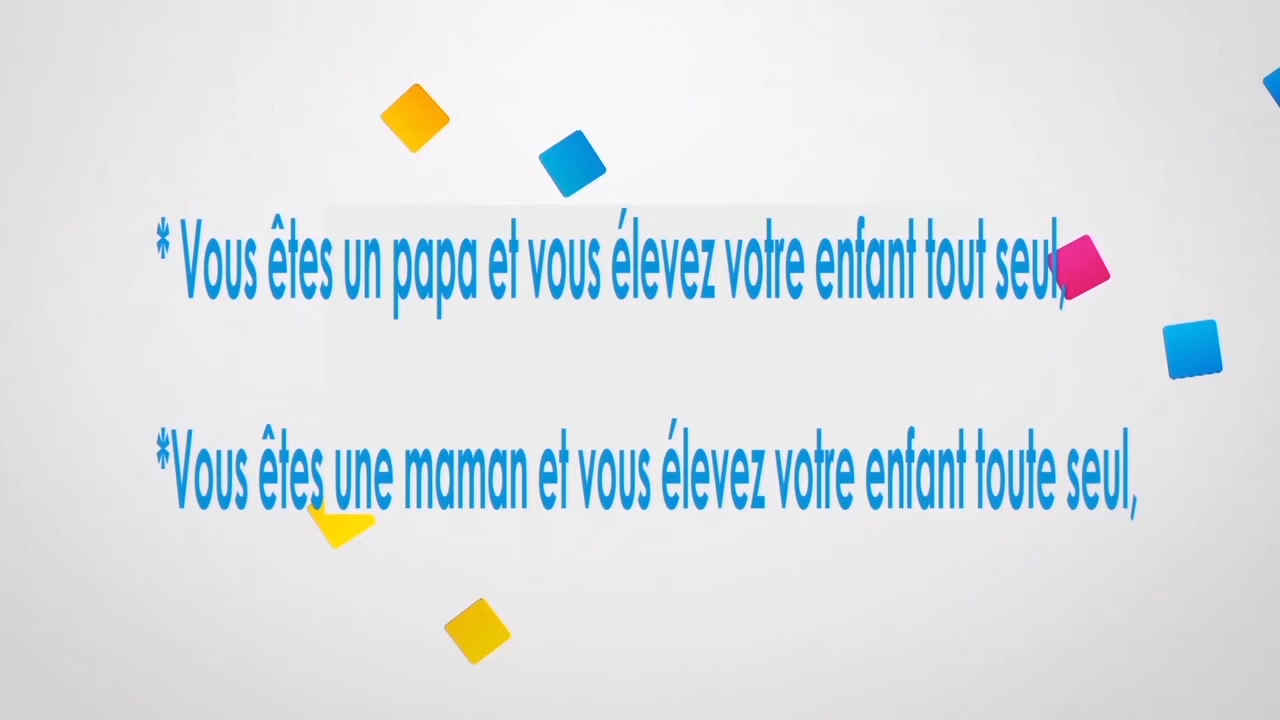 * Vous êtes un papa et vous élevez votre enfant tout seul,
*Vous êtes une maman et vous élevez votre enfant toute seul,